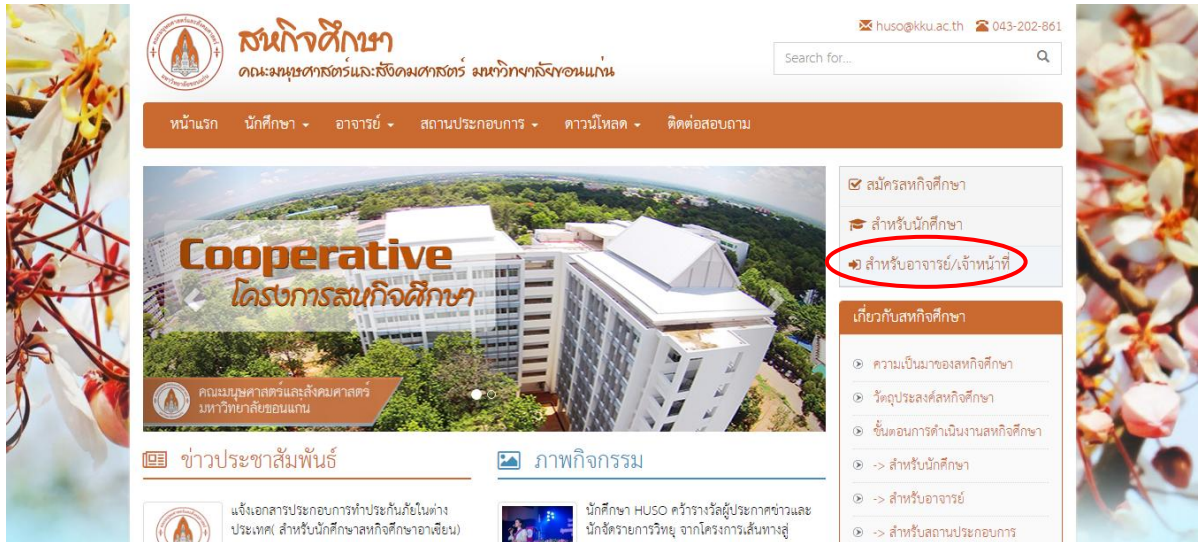 สหกิจศึกษา
คณะมนุษศาสตร์และสังคมศาสตร์ มหาวิทยาลัยขอนแก่น
huso@kku.ac.th 043-202-861
Search for...
หน้าแรก นักศึกษา อาจารย์ สถานประกอบการ ดาวน์โหลด ติดต่อสอบถาม
Cooperative
โครงการสหกิจศึกษา
คณะมนุษศาสตร์และสังคมศาสตร์
มหาวิทยาลัยขอนแกน
สมัครสหกิจศึกษา
สำหรับนักศึกษา
สำหรับอาจารย์/เจ้าหน้าที่
เกี่ยวกับสหกิจศึกษา
ความเป็นมาของสหกิจศึกษา
วัตถุประสงค์สหกิจศึกษา
ขั้นตอนการดำเนินงานสหกิจศึกษา
-> สำหรับนักศึกษา
-> สำหรับอาจารย์
-> สำหรับสถานประกอบการ
ข่าวประชาสัมพันธ์
แจ้งเอกสารประกอบการทำประกันภัยในต่าง
ประเทศ( สำหรับนักศึกษาสหกิจศึกษาอาเซียน)
ภาพกิจกรรม
นักศึกษา HUSO คว้ารางวัลผู้ประกาศข่าวและ
นักจัดรายการวิทยุ จากโครงการเส้นทางสู่